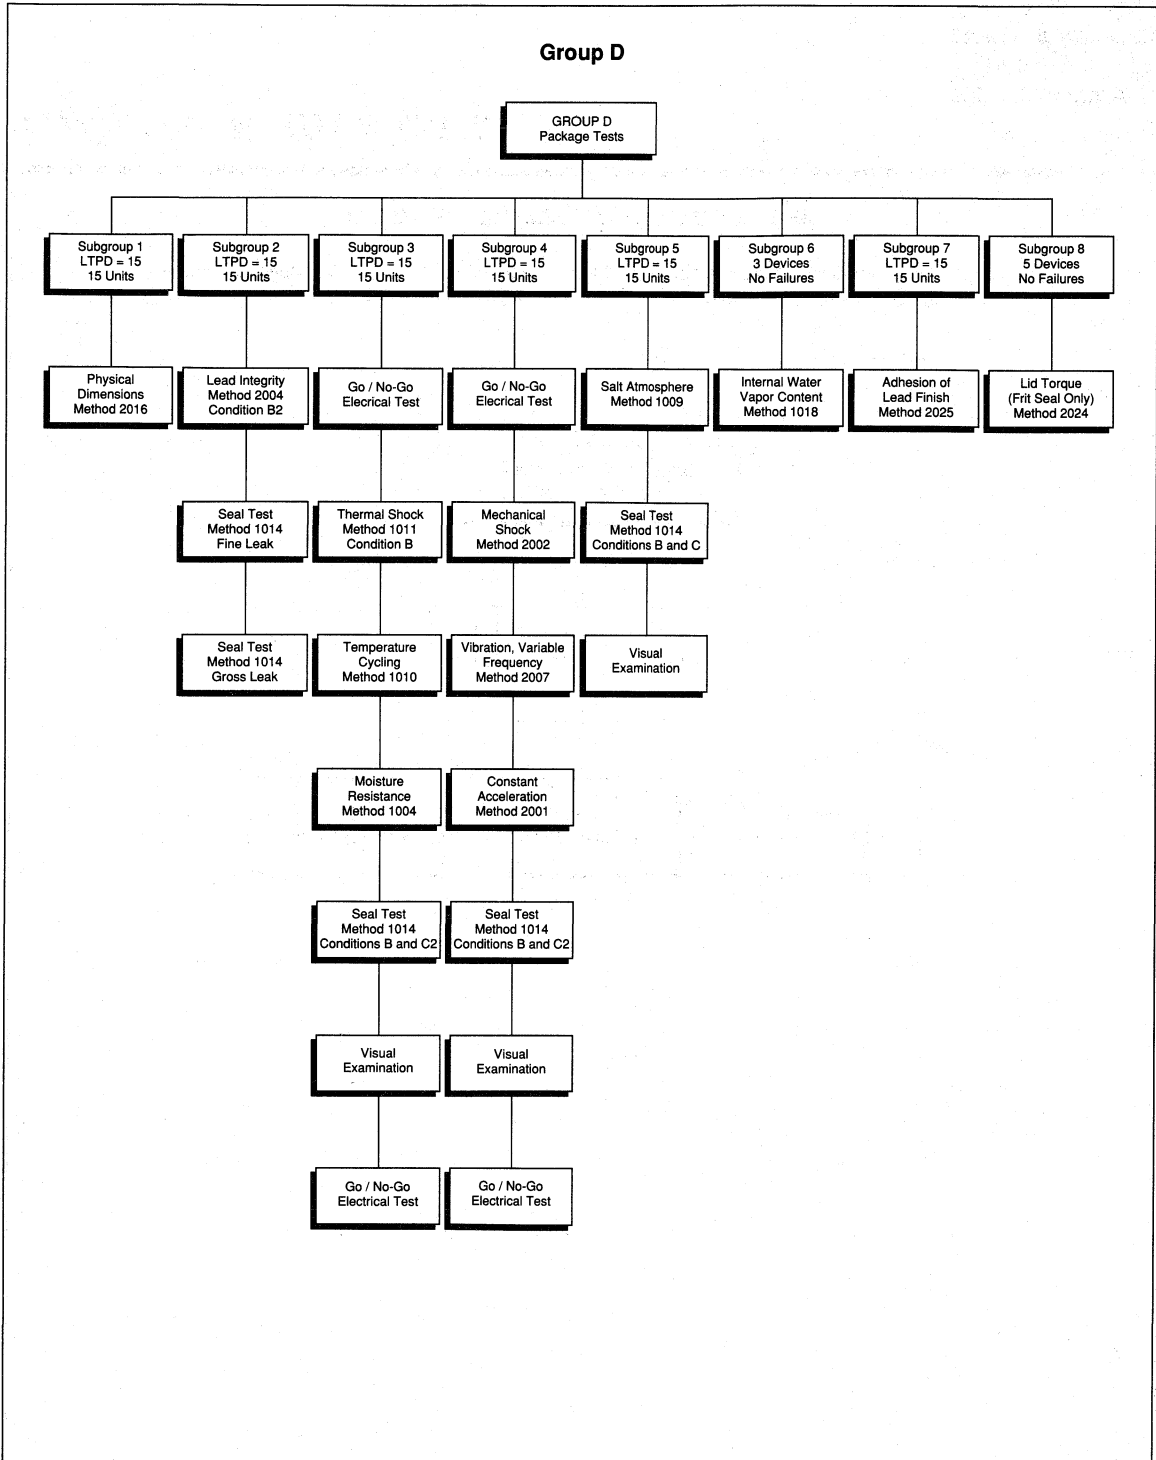 Group D
GROUP D
Package Tests
Subgroup 1
LTPD = 15
15 Units
Subgroup 2
LTPD = 15
15 Units
Subgroup 3
LTPD = 15
15 Units
Subgroup 4
LTPD = 15
15 Units
Subgroup 5
LTPD = 15
15 Units
Subgroup 6
3 Devices
No Failures
Subgroup 7
LTPD = 15
15 Units
Subgroup 8
5 Devices
No Failures
Physical
Dimensions
Method 2016
Lead Integrity
Method 2004
Condition B2
Go / No-Go
Elecrical Test
Go / No-Go
Elecrical Test
Salt Atmosphere
Method 1009
Internal Water
Vapor Content
Method 1018
Adhesion of
Lead Finish
Method 2025
Lid Torque
(Frit Seal Only)
Method 2024
Seal Test
Method 1014
Fine Leak
Thermal Shock
Method 1011
Condition B
Mechanical
Shock
Method 2002
Seal Test
Method 1014
Conditions B and C
Seal Test
Method 1014
Gross Leak
Temperature
Cycling
Method 1010
Vibration, Variable
Frequency
Method 2007
Visual
Examination
Moisture
Resistance
Method 1004
Constant
Acceleration
Method 2001
Seal Test
Method 1014
Conditions B and C2
Seal Test
Method 1014
Conditions B and C2
Visual
Examination
Visual
Examination
Go / No-Go
Electrical Test
Go / No-Go
Electrical Test